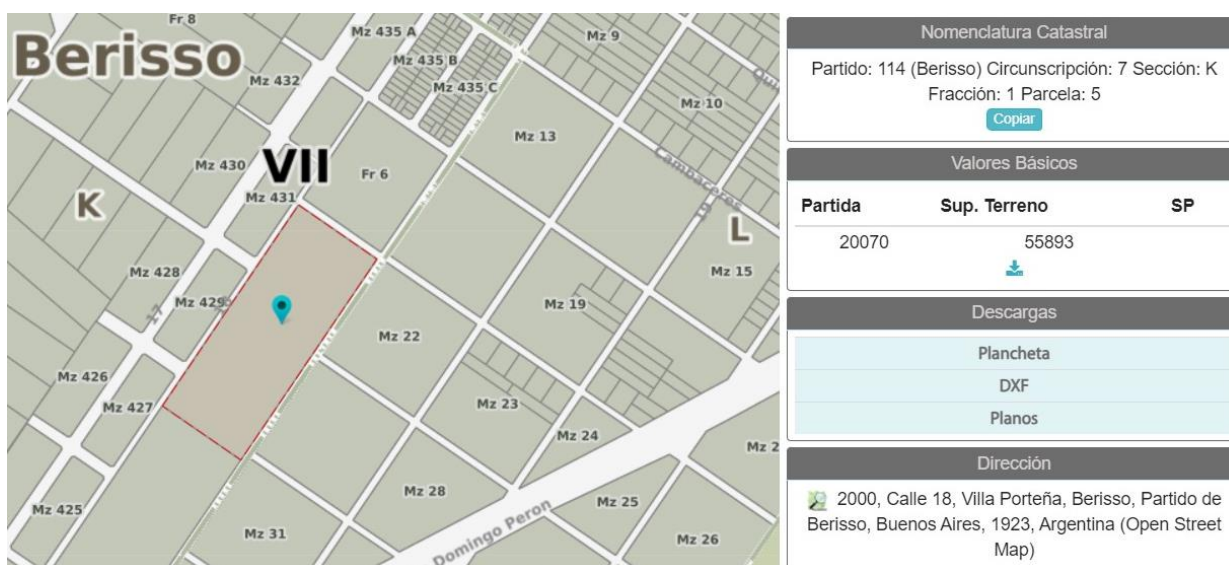 Fr 8
Mz 435 A
Mz 9
Berisso
Mz 432
Mz 435 B
Mz 435 C
Mz 10
Mz 13
Mz 430
VII
Fr 6
Cambaceres
K
Mz 431
19
L
Mz 428
Mz 15
Mz 429
17
Mz 19
Mz 22
Mz 426
Mz 427
Mz 23
Mz 24
Mz 2
Mz 28
Mz 425
Mz 25
Mz 31
Domingo Peron
Mz 26
Nomenclatura Catastral
Partido: 114 (Berisso) Circunscripción: 7 Sección: K
Fracción: 1 Parcela: 5
Copiar
Valores Básicos
Partida Sup. Terreno SP
20070 55893
Descargas
Plancheta
DXF
Planos
Dirección
2000, Calle 18, Villa Porteña, Berisso, Partido de
Berisso, Buenos Aires, 1923, Argentina (Open Street
Map)